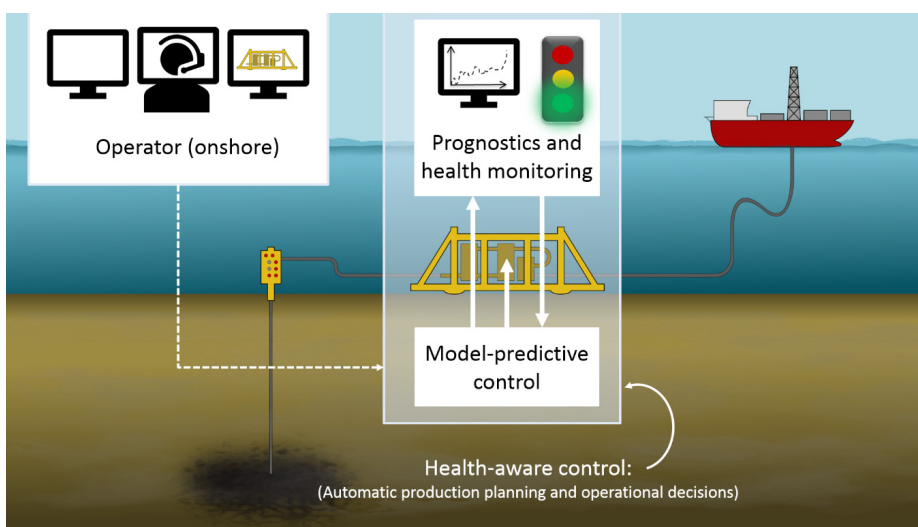 Operator (onshore)
Prognostics and
health monitoring
Model-predictive
control
Health-aware control:
(Automatic production planning and operational decisions)